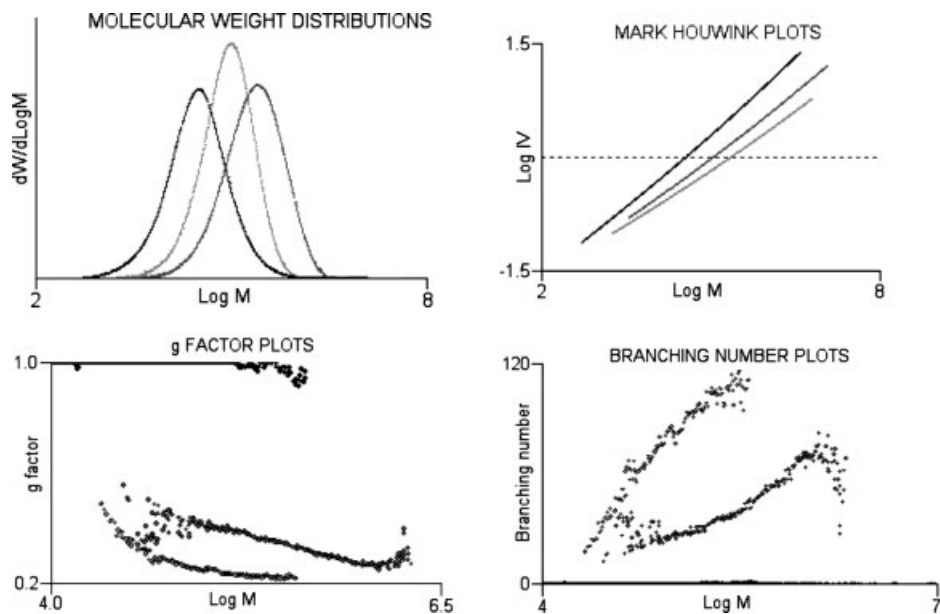 MOLECULAR WEIGHT DISTRIBUTIONS
dW/dLogM
2
Log M
8
MARK HOUWINK PLOTS
1.5
Log IV
-1.5
2
Log M
8
g FACTOR PLOTS
1.0
g factor
0.2
4.0
Log M
6.5
BRANCHING NUMBER PLOTS
120
Branching number
0
4
Log M
7